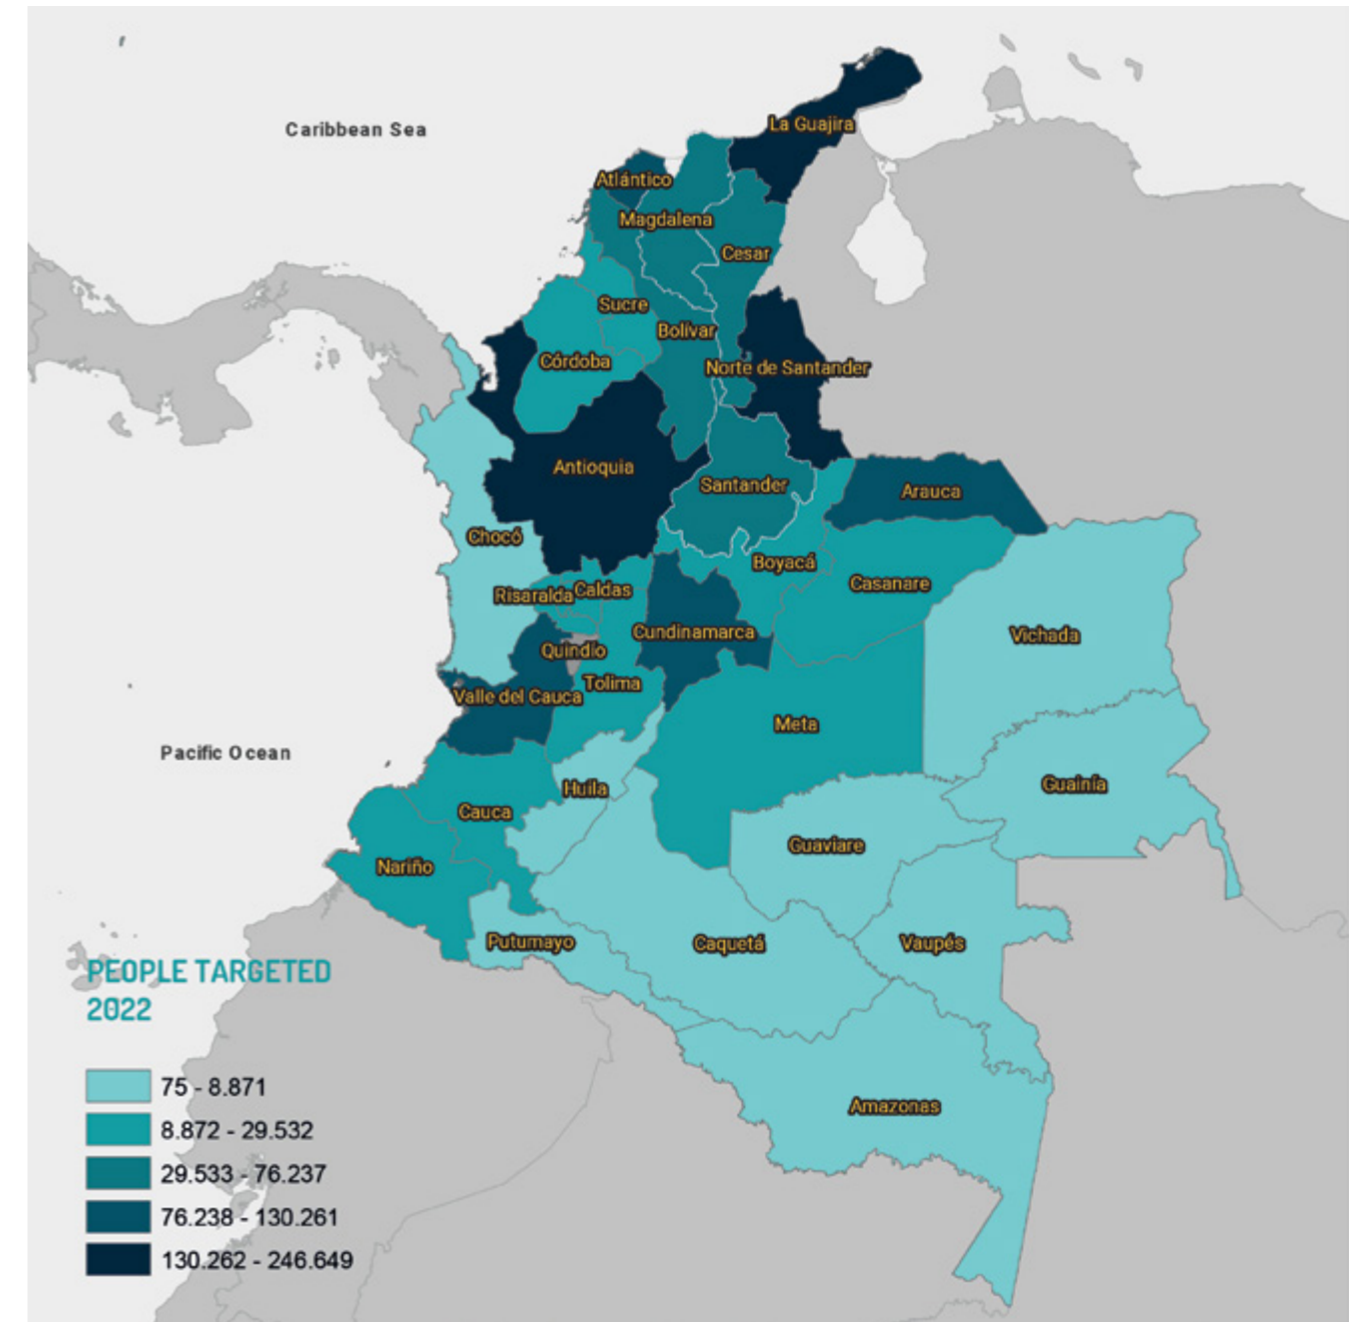 Caribbean Sea
La Guajira
Atlántico
Magdalena
Cesar
Sucre
Bolívar
Córdoba
Norte de Santander
Antioquia
Santander
Arauca
Chocó
Boyacá
Casanare
Risaralda
Caldas
Cundinamarca
Vichada
Quindío
Tolima
Valle del Cauca
Meta
Pacific Ocean
Huila
Guainía
Cauca
Guaviare
Nariño
Putumayo
Caquetá
Vaupés
Amazonas
PEOPLE TARGETED
2022
75 - 8.871
8.872 - 29.532
29.533 - 76.237
76.238 - 130.261
130.262 - 246.649